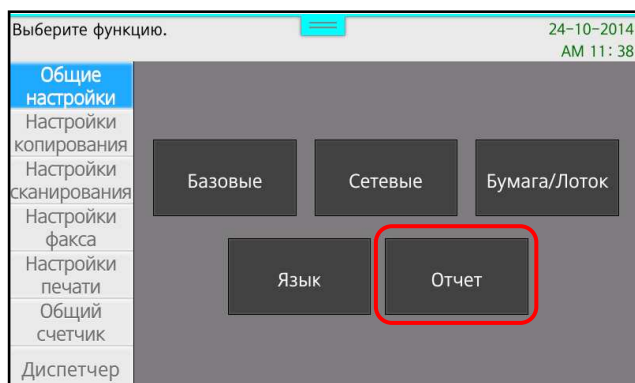 Выберите функцию.
24-10-2014
AM 11:38
Общие
настройки
Настройки
копирования
Настройки
сканирования
Настройки
факса
Настройки
печати
Общий
счетчик
Диспетчер
Базовые
Сетевые
Бумага/Лоток
Язык
Отчет